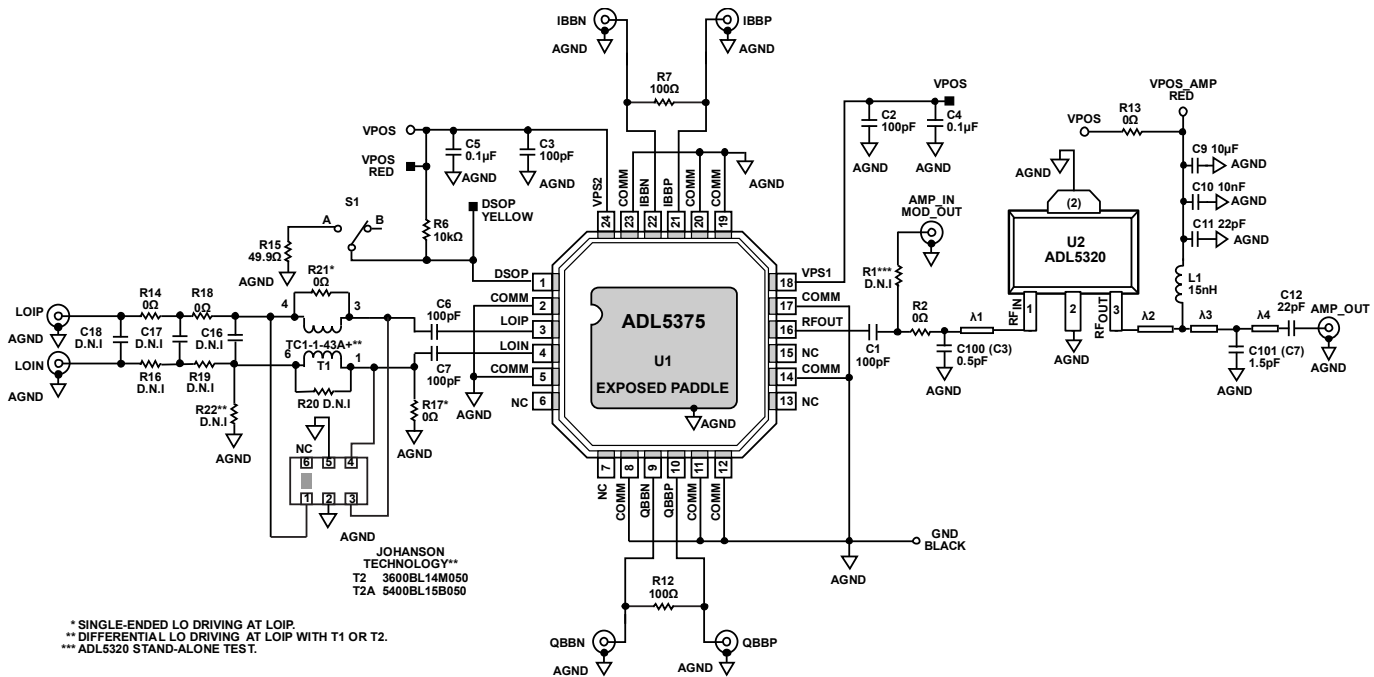 IBBN
IBBP
AGND
AGND
R7
100Ω
VPOS
VPOS
RED
C5
0.1µF
C3
100pF
AGND
AGND
DSOP
YELLOW
S1
A
B
R6
10kΩ
R15
49.9Ω
AGND
VPS2
COMM
IBBN
IBBP
COMM
COMM
AGND
24
23
22
21
20
19
VPOS
C2
100pF
C4
0.1µF
AGND
AGND
AMP_IN
MOD_OUT
AGND
R1***
D.N.I
R2
0Ω
VPOS
R13
0Ω
VPOS_AMP
RED
C9 10µF
AGND
C10 10nF
AGND
C11 22pF
AGND
L1
15nH
AGND
(2)
U2
ADL5320
RFIN
1
2
RFOUT
3
AGND
λ1
λ2
λ3
λ4
C12
22pF
AMP_OUT
AGND
C101 (C7)
1.5pF
AGND
C100 (C3)
0.5pF
AGND
C1
100pF
DSOP
1
COMM
2
LOIP
3
LOIN
4
COMM
5
NC
6
18
VPS1
17
COMM
16
RFOUT
15
NC
14
COMM
13
NC
ADL5375
U1
EXPOSED PADDLE
AGND
LOIP
AGND
LOIN
AGND
C18
D.N.I
R14
0Ω
C17
D.N.I
R18
0Ω
C16
D.N.I
R16
D.N.I
R19
D.N.I
R21*
0Ω
4
3
TC1-1-43A+**
T1
6
1
R20 D.N.I
R22**
D.N.I
AGND
C6
100pF
C7
100pF
R17*
0Ω
AGND
AGND
NC
6
5
4
1
2
3
AGND
JOHANSON
TECHNOLOGY**
T2 3600BL14M050
T2A 5400BL15B050
7
8
9
10
11
12
NC
COMM
QBBN
QBBP
COMM
COMM
GND
BLACK
AGND
R12
100Ω
QBBN
QBBP
AGND
AGND
* SINGLE-ENDED LO DRIVING AT LOIP.
** DIFFERENTIAL LO DRIVING AT LOIP WITH T1 OR T2.
*** ADL5320 STAND-ALONE TEST.